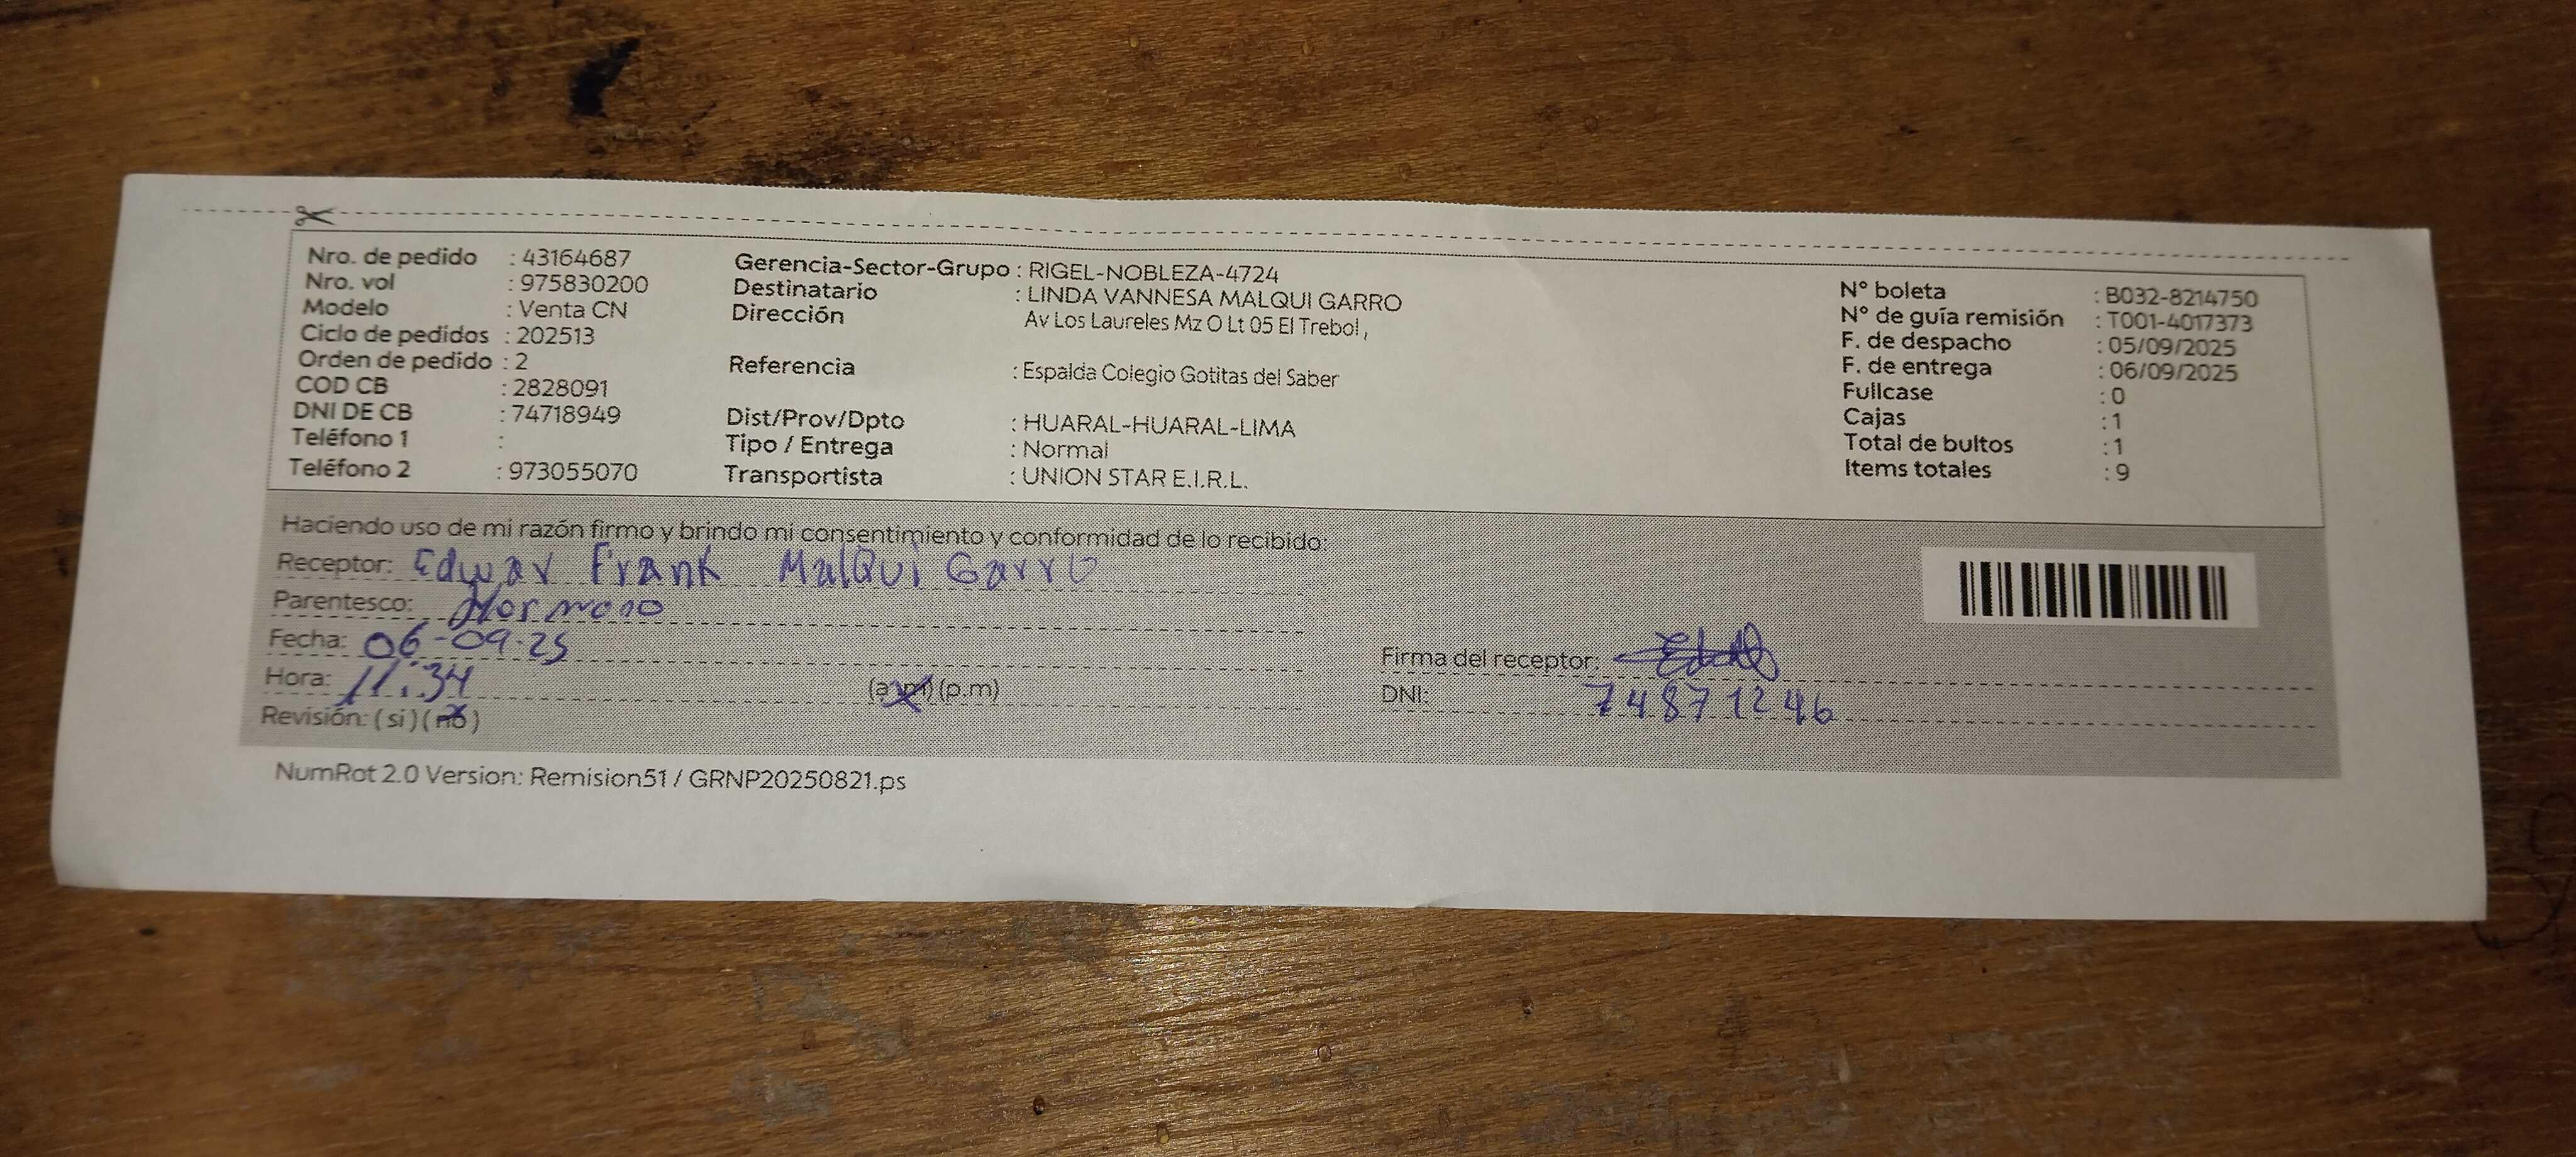 Nro. de pedido : 43164687
Nro. vol : 975830200
Modelo : Venta CN
Ciclo de pedidos : 202513
Orden de pedido : 2
COD CB : 2828091
DNI DE CB : 74718949
Teléfono 1 :
Teléfono 2 : 973055070
Gerencia-Sector-Grupo : RIGEL-NOBLEZA-4724
Destinatario : LINDA VANNESA MALQUI GARRO
Dirección Av Los Laureles Mz O Lt 05 El Trebol ,
Referencia : Espalda Colegio Gotitas del Saber
Dist/Prov/Dpto : HUARAL-HUARAL-LIMA
Tipo / Entrega : Normal
Transportista : UNION STAR E.I.R.L.
N° boleta : B032-8214750
N° de guía remisión : T001-4017373
F. de despacho : 05/09/2025
F. de entrega : 06/09/2025
Fullcase : 0
Cajas : 1
Total de bultos : 1
Items totales : 9
Haciendo uso de mi razón firmo y brindo mi consentimiento y conformidad de lo recibido:
Receptor: Edwar Frank MalQui Garro
Parentesco: Hermano
Fecha: 06-09-25
Hora: 11:34 (a.m) (p.m)
Revisión: (si) (no)
Firma del receptor:
DNI: 74871246
NumRot 2.0 Version: Remision51 / GRNP20250821.ps